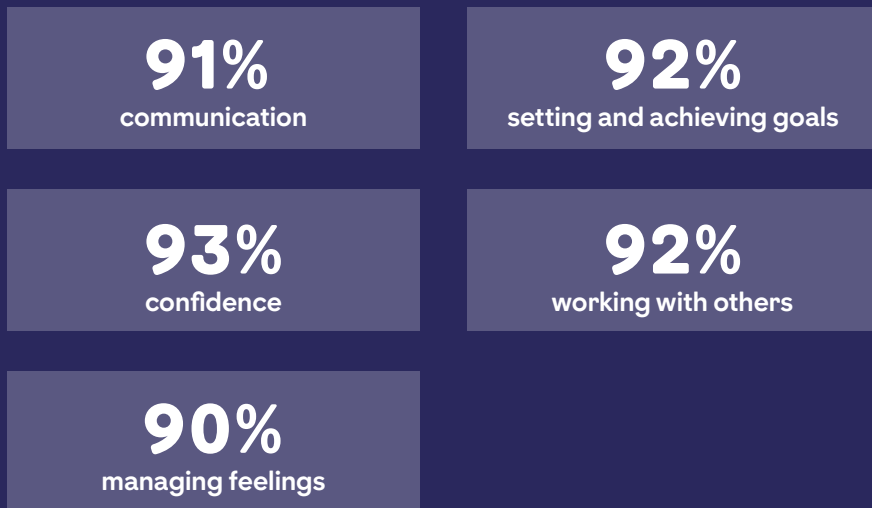 91%
communication
92%
setting and achieving goals
93%
confidence
92%
working with others
90%
managing feelings